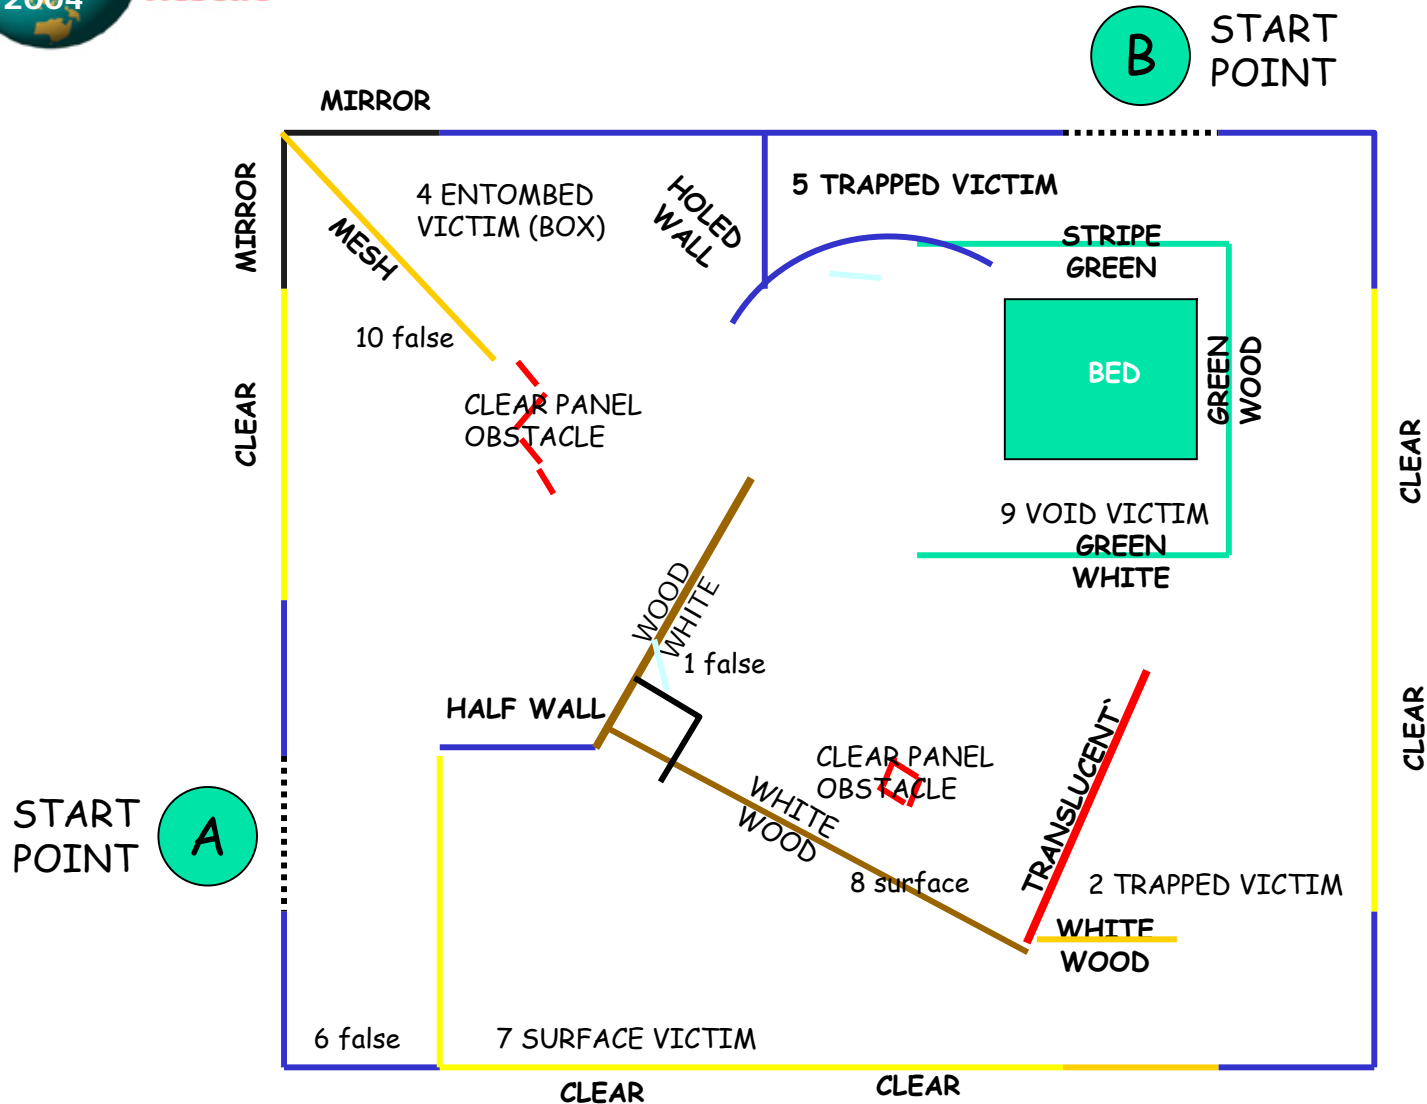 2004
Rescue
B
START
POINT
MIRROR
MIRROR
4 ENTOMBED
VICTIM (BOX)
HOLED
WALL
5 TRAPPED VICTIM
MESH
STRIPE
GREEN
10 false
BED
GREEN
WOOD
CLEAR
CLEAR PANEL
OBSTACLE
CLEAR
9 VOID VICTIM
GREEN
WHITE
WOOD
WHITE
1 false
HALF WALL
CLEAR
TRANSLUCENT`
CLEAR PANEL
OBSTACLE
WHITE
WOOD
START
POINT
A
8 surface
2 TRAPPED VICTIM
WHITE
WOOD
6 false
7 SURFACE VICTIM
CLEAR
CLEAR